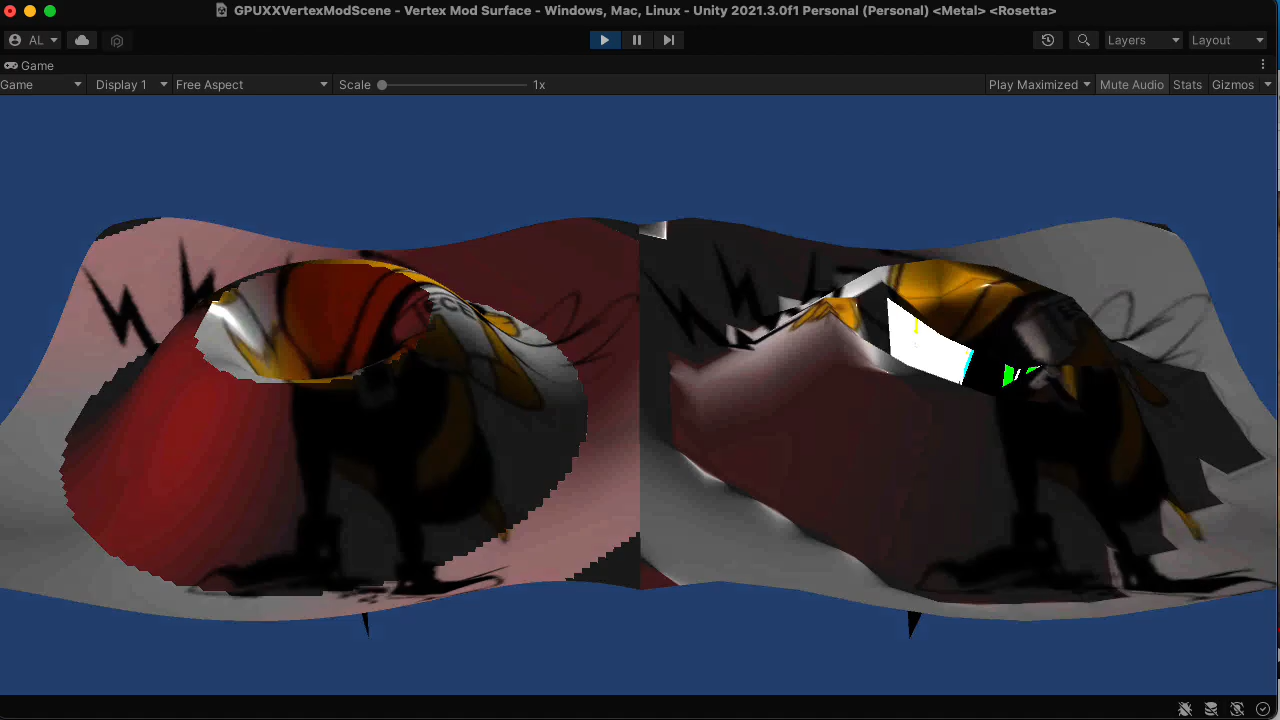 GPUXXVertexModScene - Vertex Mod Surface - Windows, Mac, Linux - Unity 2021.3.0f1 Personal (Personal) <Metal> <Rosetta>
AL Layers Layout
Game
Game Display 1 Free Aspect Scale 1x Play Maximized Mute Audio Stats Gizmos